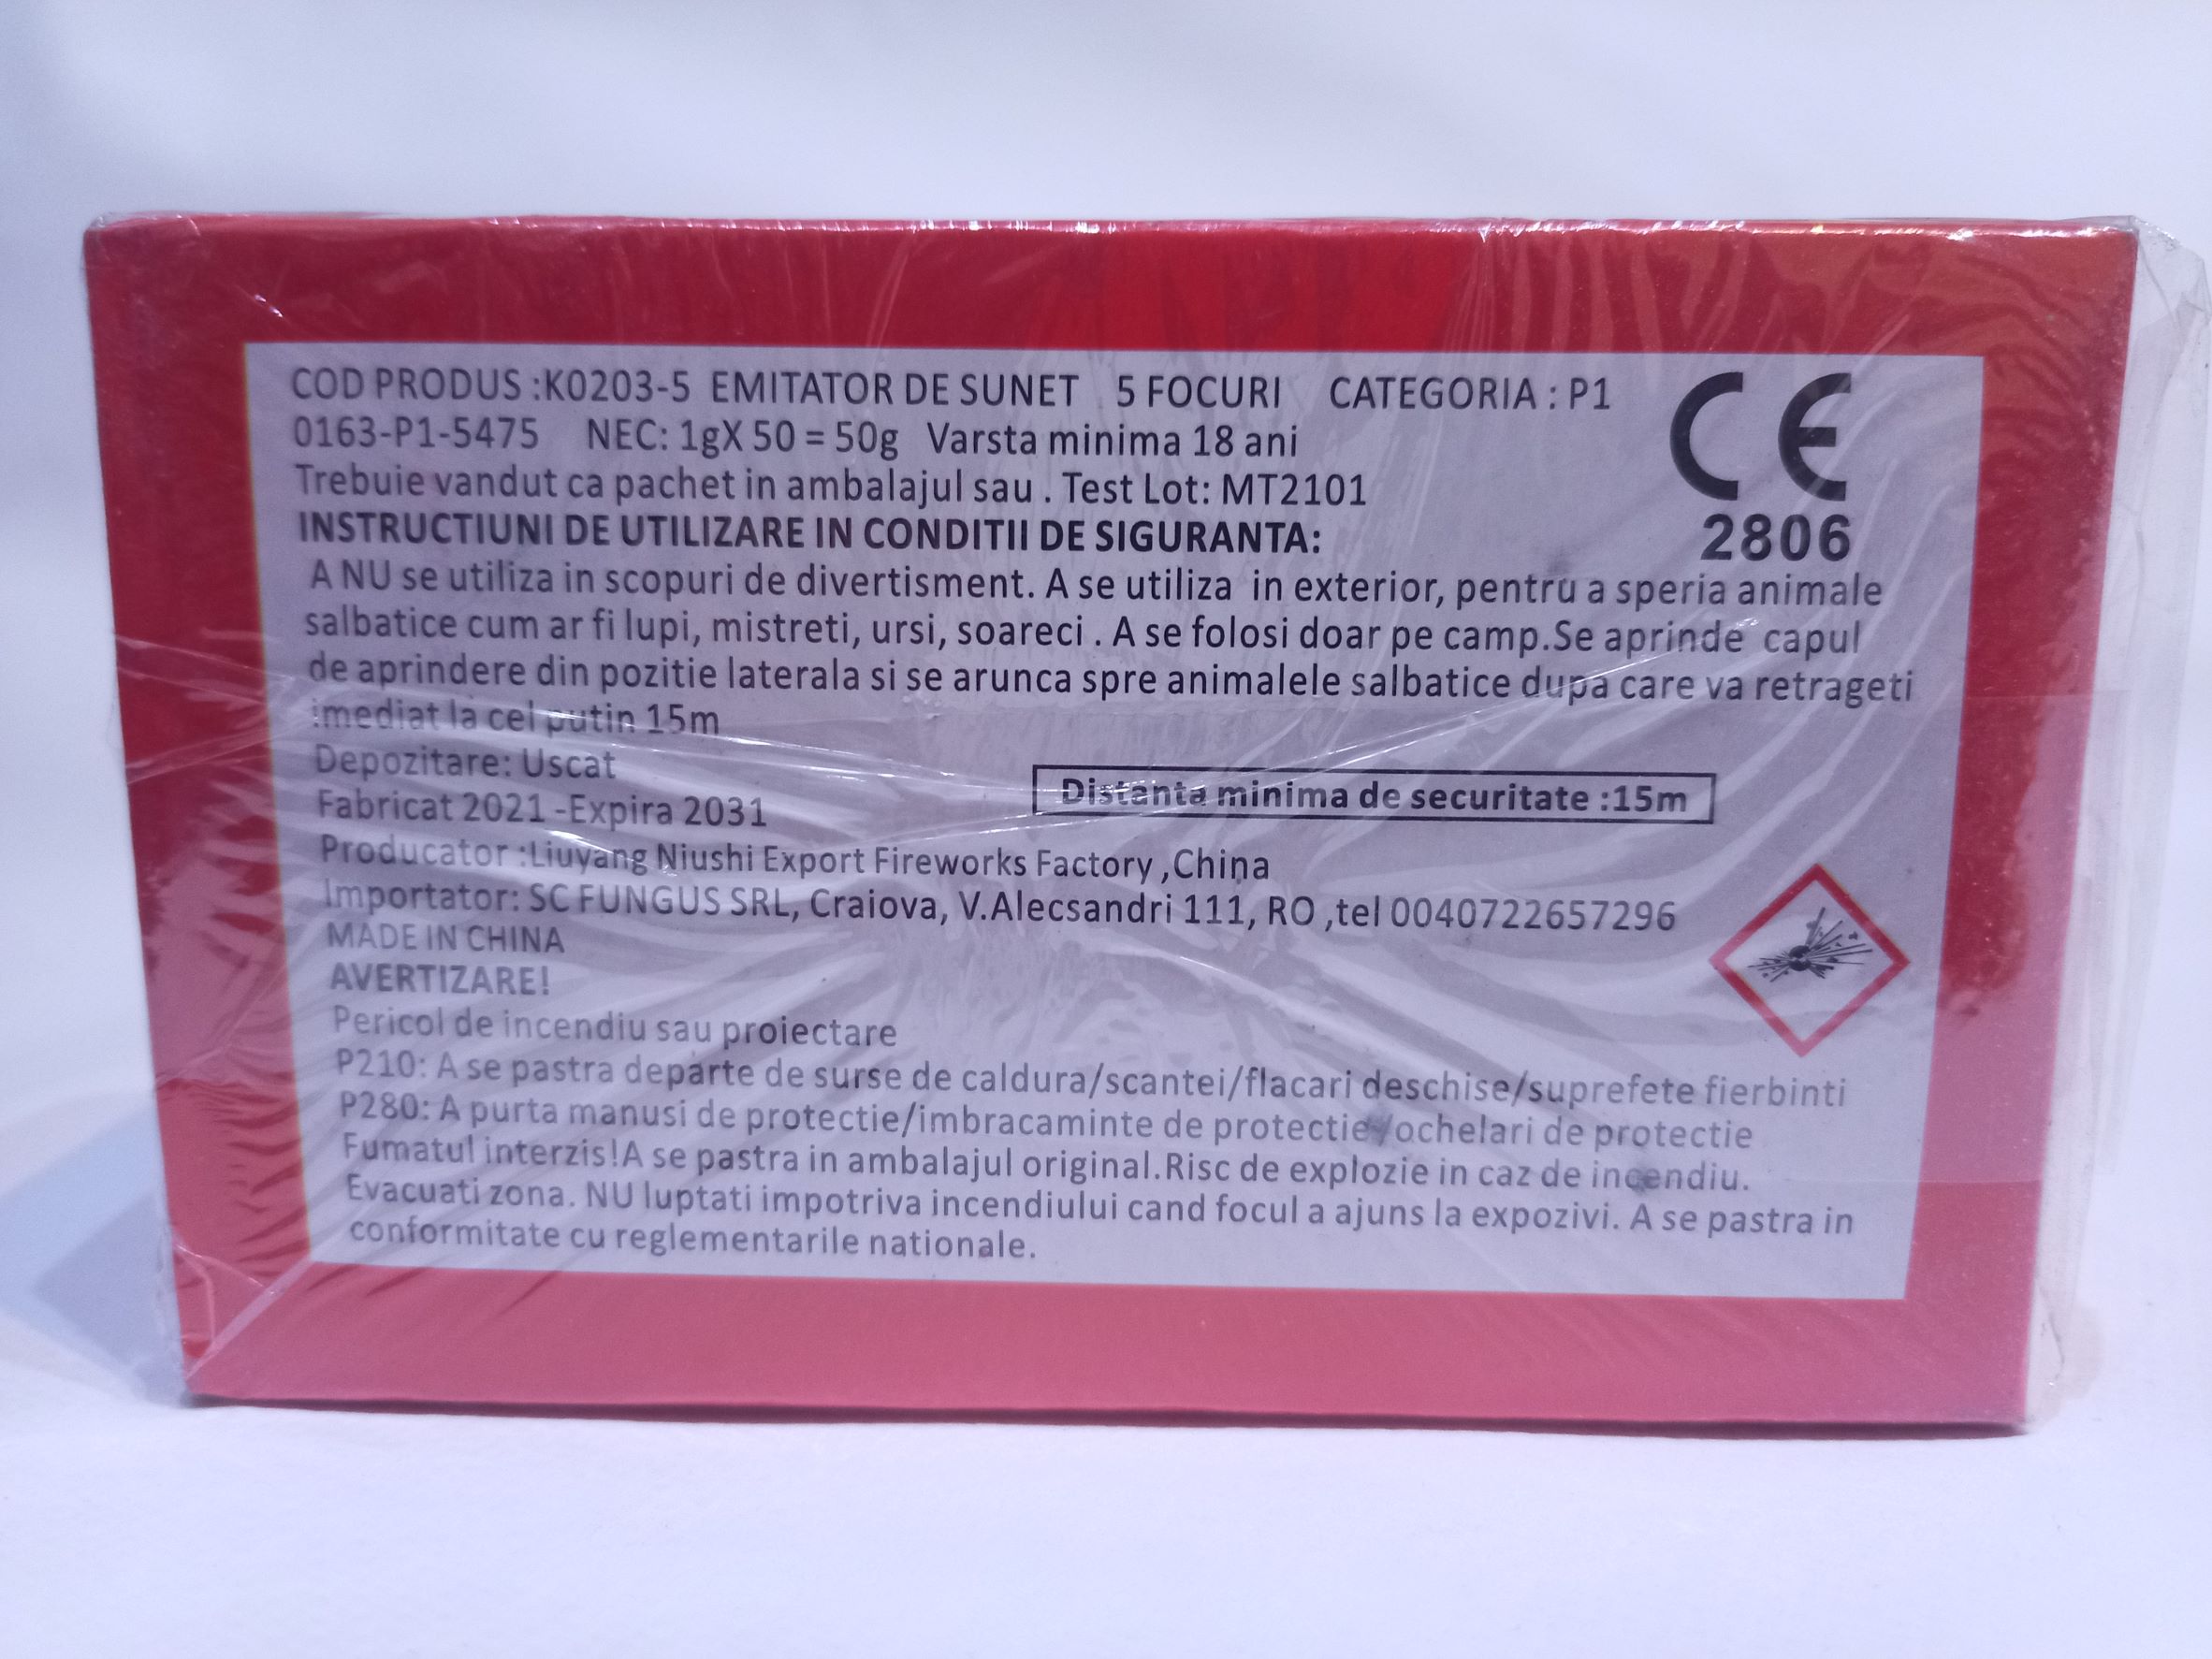 COD PRODUS :K0203-5 EMITATOR DE SUNET 5 FOCURI CATEGORIA : P1
0163-P1-5475 NEC: 1gX 50 = 50g Varsta minima 18 ani
Trebuie vandut ca pachet in ambalajul sau . Test Lot: MT2101
CE
2806
INSTRUCTIUNI DE UTILIZARE IN CONDITII DE SIGURANTA:
A NU se utiliza in scopuri de divertisment. A se utiliza in exterior, pentru a speria animale
salbatice cum ar fi lupi, mistreti, ursi, soareci . A se folosi doar pe camp.Se aprinde capul
de aprindere din pozitie laterala si se arunca spre animalele salbatice dupa care va retrageti
imediat la cel putin 15m
Depozitare: Uscat
Distanta minima de securitate :15m
Fabricat 2021 -Expira 2031
Producator :Liuyang Niushi Export Fireworks Factory ,China
Importator: SC FUNGUS SRL, Craiova, V.Alecsandri 111, RO ,tel 0040722657296
MADE IN CHINA
AVERTIZARE!
Pericol de incendiu sau proiectare
P210: A se pastra departe de surse de caldura/scantei/flacari deschise/suprefete fierbinti
P280: A purta manusi de protectie/imbracaminte de protectie/ochelari de protectie
Fumatul interzis!A se pastra in ambalajul original.Risc de explozie in caz de incendiu.
Evacuati zona. NU luptati impotriva incendiului cand focul a ajuns la expozivi. A se pastra in
conformitate cu reglementarile nationale.